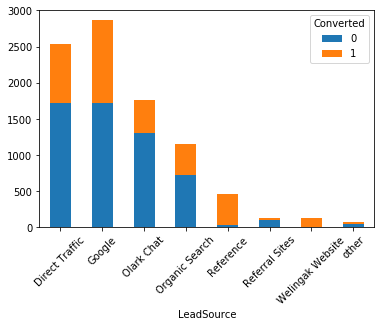 3000
2500
2000
1500
1000
500
0
Converted
0
1
Direct Traffic
Google
Olark Chat
Organic Search
Reference
Referral Sites
Welingak Website
other
LeadSource